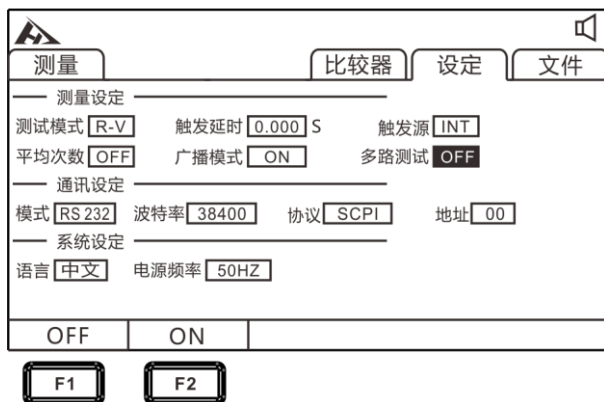 测量 比较器 设定 文件
测量设定
测试模式 R-V 触发延时 0.000 S 触发源 INT
平均次数 OFF 广播模式 ON 多路测试 OFF
通讯设定
模式 RS 232 波特率 38400 协议 SCPI 地址 00
系统设定
语言 中文 电源频率 50HZ
OFF ON
F1 F2